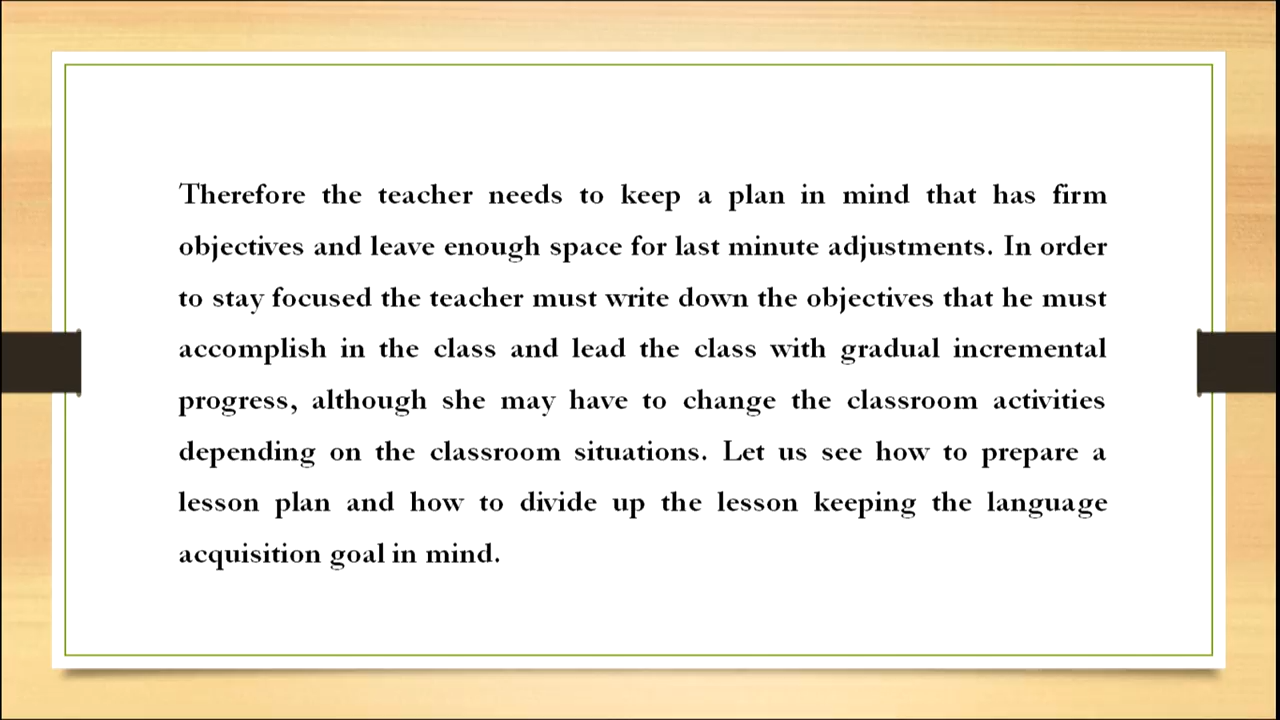 Therefore the teacher needs to keep a plan in mind that has firm
objectives and leave enough space for last minute adjustments. In order
to stay focused the teacher must write down the objectives that he must
accomplish in the class and lead the class with gradual incremental
progress, although she may have to change the classroom activities
depending on the classroom situations. Let us see how to prepare a
lesson plan and how to divide up the lesson keeping the language
acquisition goal in mind.